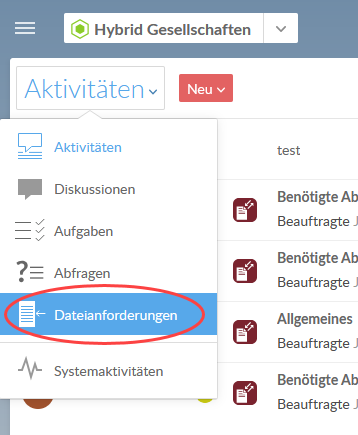 Hybrid Gesellschaften
Aktivitäten
Neu
Aktivitäten
test
Diskussionen
Benötigte Ab
Beauftragte J
Aufgaben
Benötigte Ab
Abfragen
Beauftragte J
Dateianforderungen
Allgemeines
Beauftragte J
Systemaktivitäten
Benötigte Ab
Beauftragte J